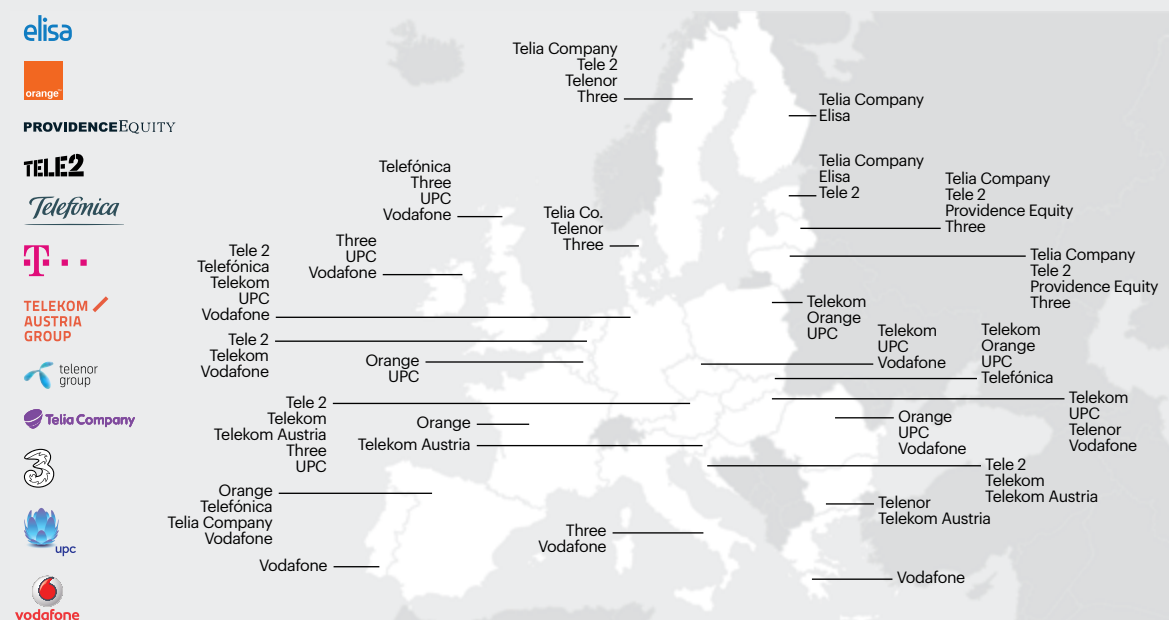 elisa
orange™
PROVIDENCE EQUITY
TELE2
Telefónica
T
TELEKOM
AUSTRIA
GROUP
telenor
group
Telia Company
3
upc
vodafone
Telia Company
Tele 2
Telenor
Three
Telia Company
Elisa
Telia Company
Elisa
Tele 2
Telia Company
Tele 2
Providence Equity
Three
Telefónica
Three
UPC
Vodafone
Telia Co.
Telenor
Three
Three
UPC
Vodafone
Tele 2
Telefónica
Telekom
UPC
Vodafone
Telia Company
Tele 2
Providence Equity
Three
Telekom
Orange
UPC
Telekom
UPC
Vodafone
Telekom
Orange
UPC
Telefónica
Tele 2
Telekom
Vodafone
Orange
UPC
Tele 2
Telekom
Telekom Austria
Three
UPC
Orange
Telekom Austria
Orange
UPC
Vodafone
Telekom
UPC
Telenor
Vodafone
Tele 2
Telekom
Telekom Austria
Orange
Telefónica
Telia Company
Vodafone
Telenor
Telekom Austria
Three
Vodafone
Vodafone
Vodafone